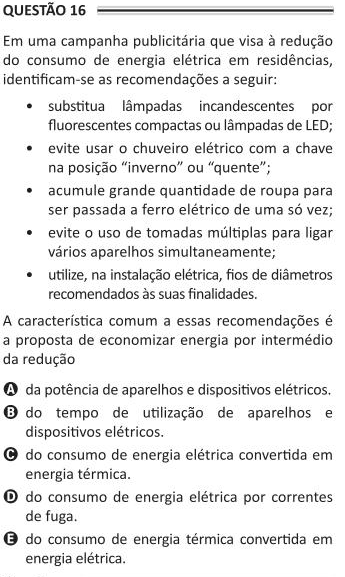 QUESTÃO 16
Em uma campanha publicitária que visa à redução
do consumo de energia elétrica em residências,
identificam-se as recomendações a seguir:
• substitua lâmpadas incandescentes por
fluorescentes compactas ou lâmpadas de LED;
• evite usar o chuveiro elétrico com a chave
na posição “inverno” ou “quente”;
• acumule grande quantidade de roupa para
ser passada a ferro elétrico de uma só vez;
• evite o uso de tomadas múltiplas para ligar
vários aparelhos simultaneamente;
• utilize, na instalação elétrica, fios de diâmetros
recomendados às suas finalidades.
A característica comum a essas recomendações é
a proposta de economizar energia por intermédio
da redução
A da potência de aparelhos e dispositivos elétricos.
B do tempo de utilização de aparelhos e
dispositivos elétricos.
C do consumo de energia elétrica convertida em
energia térmica.
D do consumo de energia elétrica por correntes
de fuga.
E do consumo de energia térmica convertida em
energia elétrica.